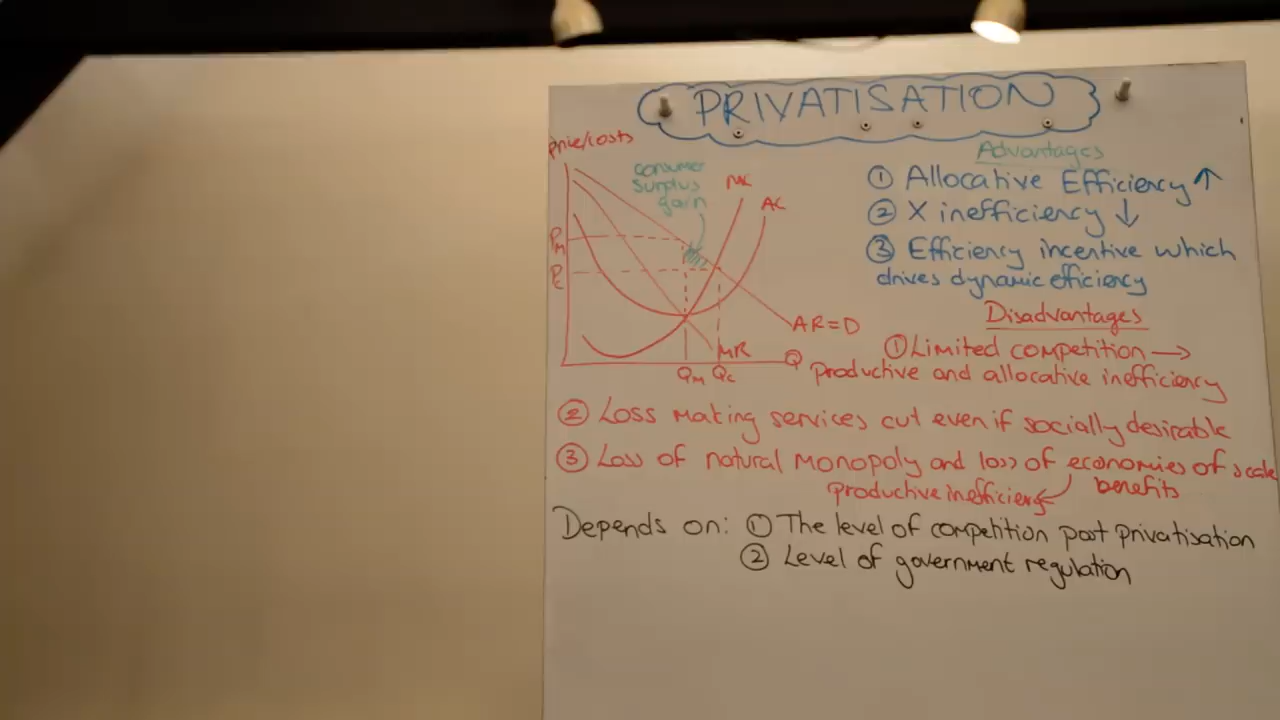 PRIVATISATION
Price/costs
consumer
surplus
gain
MC
AC
PM
PC
AR=D
MR
Q
QM
QC
Advantages
① Allocative Efficiency ↑
② X inefficiency ↓
③ Efficiency incentive which
drives dynamic efficiency
Disadvantages
① Limited competition →
productive and allocative inefficiency
② Loss making services cut even if socially desirable
③ Loss of natural monopoly and loss of economies of scale
benefits
productive inefficiency
Depends on: ① The level of competition post privatisation
② Level of government regulation